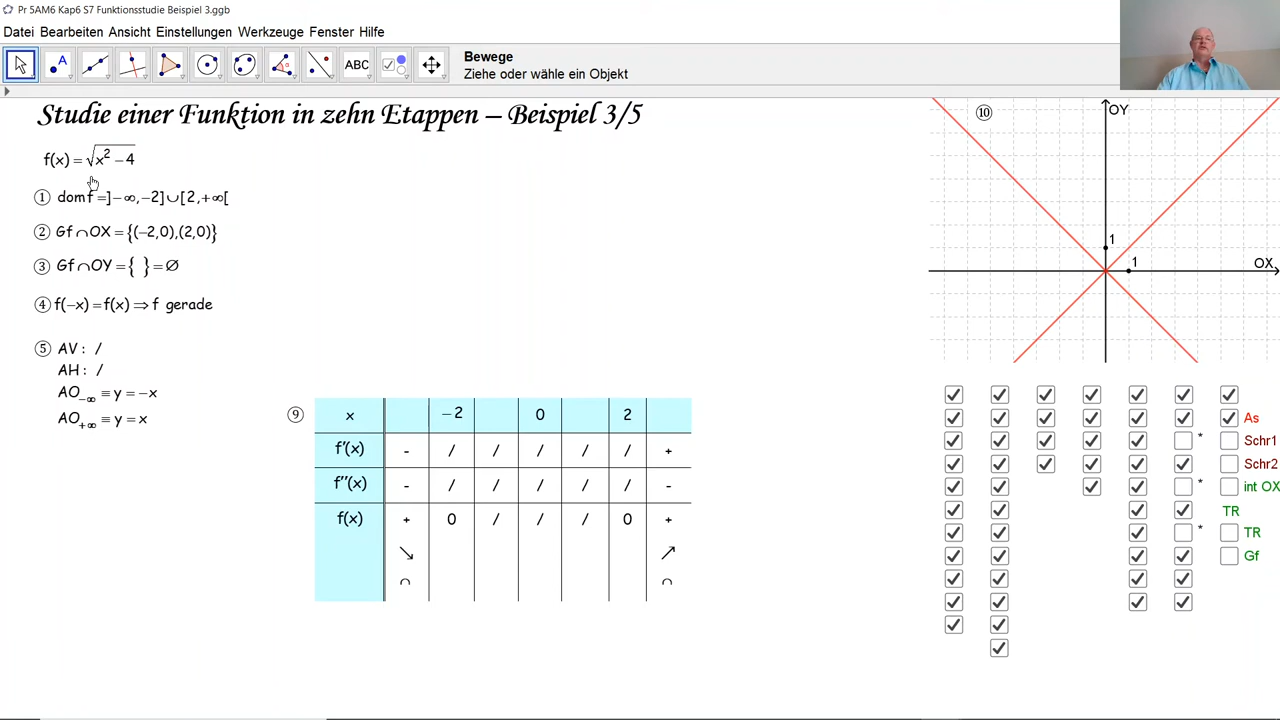 Pr 5AM6 Kap6 S7 Funktionsstudie Beispiel 3.ggb
Datei Bearbeiten Ansicht Einstellungen Werkzeuge Fenster Hilfe
ABC
Bewege
Ziehe oder wähle ein Objekt
Studie einer Funktion in zehn Etappen – Beispiel 3/5
f(x) = √(x² – 4)
① dom f = ]–∞, –2] ∪ [2, +∞[
② Gf ∩ OX = {(–2,0),(2,0)}
③ Gf ∩ OY = { } = ∅
④ f(–x) = f(x) ⇒ f gerade
⑤ AV : /
AH : /
AO₋∞ ≡ y = –x
AO₊∞ ≡ y = x
⑨ x –2 0 2
f'(x) - / / / / / +
f''(x) - / / / / / -
f(x) + 0 / / / 0 +
↘ ↗
∩ ∩
⑩ OY
1
1
OX
As
* Schr1
Schr2
* int OX
TR
* TR
Gf